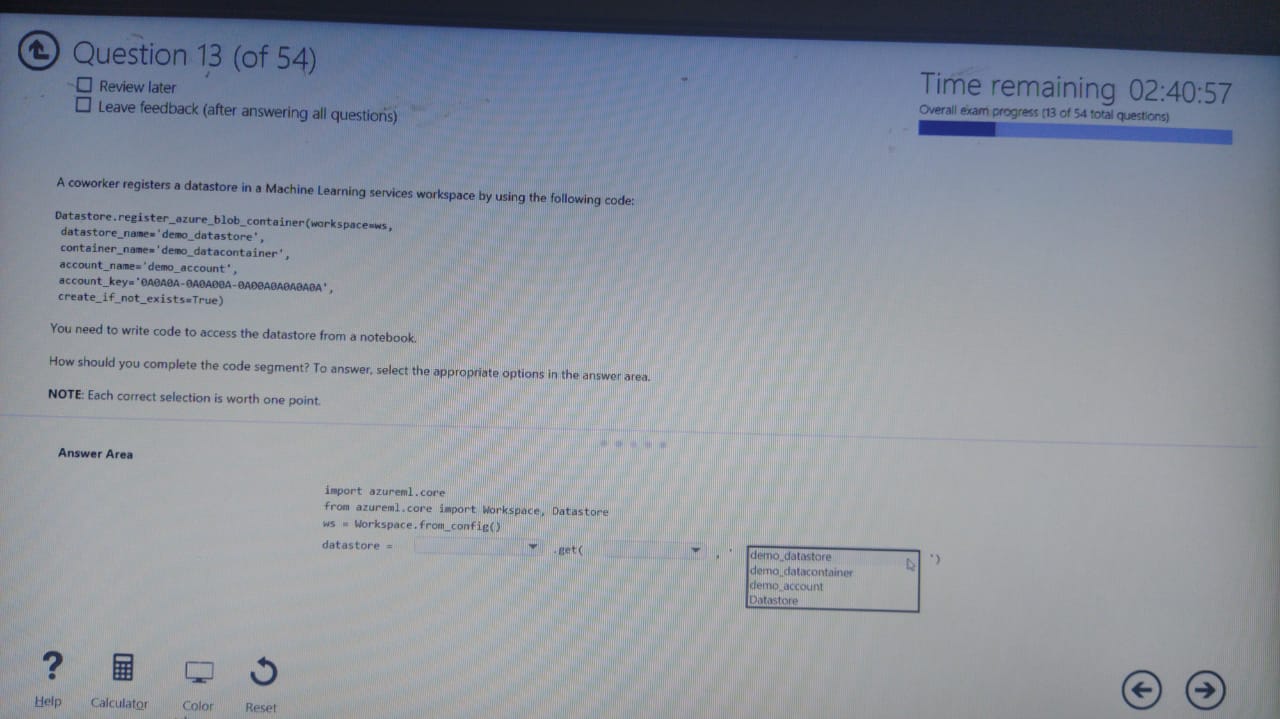 Question 13 (of 54)
Review later
Leave feedback (after answering all questions)
Time remaining 02:40:57
Overall exam progress (13 of 54 total questions)
A coworker registers a datastore in a Machine Learning services workspace by using the following code:
Datastore.register_azure_blob_container(workspace=ws,
datastore_name='demo_datastore',
container_name='demo_datacontainer',
account_name='demo_account',
account_key='0A0A0A-0A0A00A-0A00A0A0A0A0A',
create_if_not_exists=True)
You need to write code to access the datastore from a notebook.
How should you complete the code segment? To answer, select the appropriate options in the answer area.
NOTE: Each correct selection is worth one point.
Answer Area
import azureml.core
from azureml.core import Workspace, Datastore
ws = Workspace.from_config()
datastore = .get( , ' ')
demo_datastore
demo_datacontainer
demo_account
Datastore
? Help
Calculator
Color
Reset